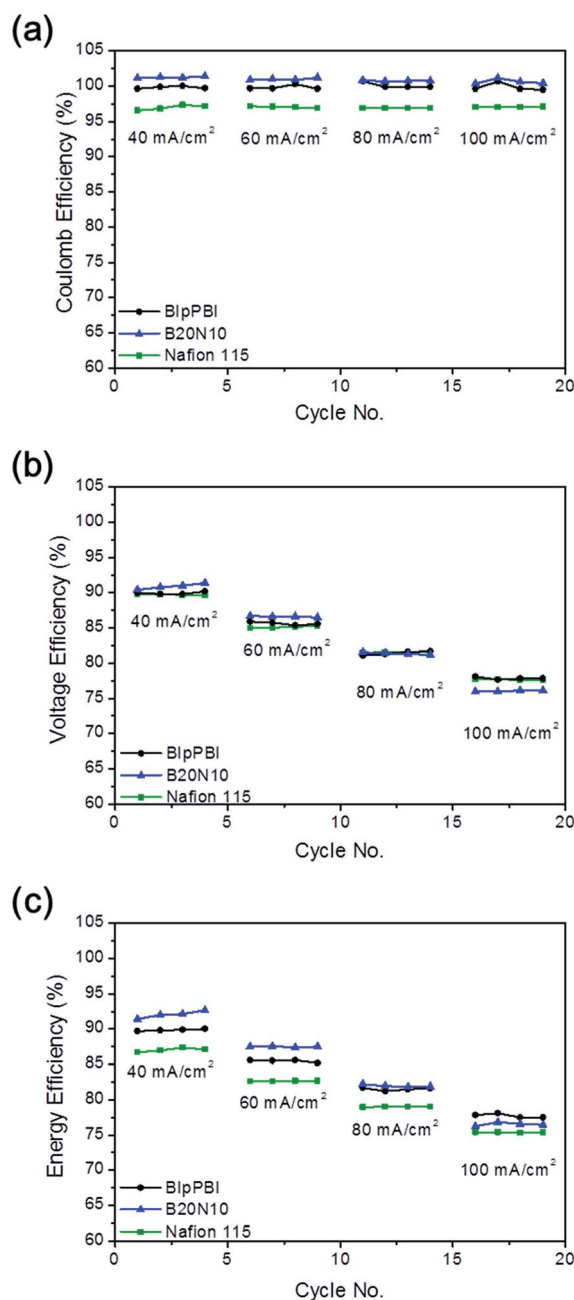 (a)
105
100
95
90
85
80
75
70
65
60
Coulomb Efficiency (%)
40 mA/cm²
60 mA/cm²
80 mA/cm²
100 mA/cm²
BIpPBI
B20N10
Nafion 115
0
5
10
15
20
Cycle No.
(b)
105
100
95
90
85
80
75
70
65
60
Voltage Efficiency (%)
40 mA/cm²
60 mA/cm²
80 mA/cm²
100 mA/cm²
BIpPBI
B20N10
Nafion 115
0
5
10
15
20
Cycle No.
(c)
105
100
95
90
85
80
75
70
65
60
Energy Efficiency (%)
40 mA/cm²
60 mA/cm²
80 mA/cm²
100 mA/cm²
BIpPBI
B20N10
Nafion 115
0
5
10
15
20
Cycle No.